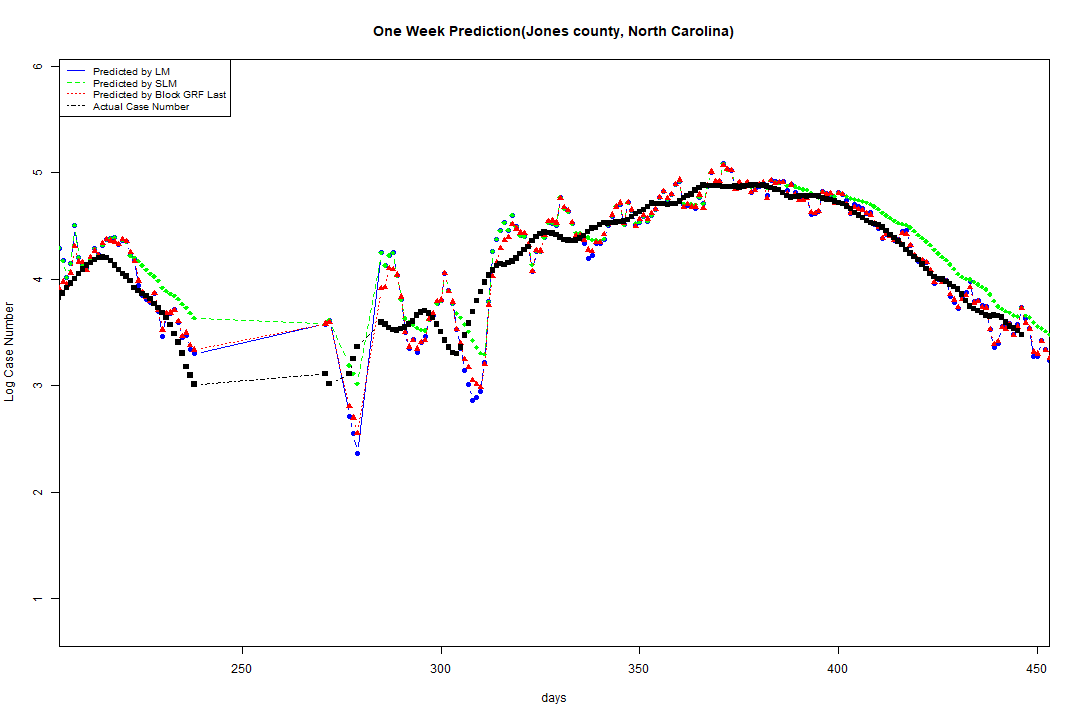 One Week Prediction(Jones county, North Carolina)
Predicted by LM
Predicted by SLM
Predicted by Block GRF Last
Actual Case Number
6
5
4
3
2
1
Log Case Number
250 300 350 400 450
days